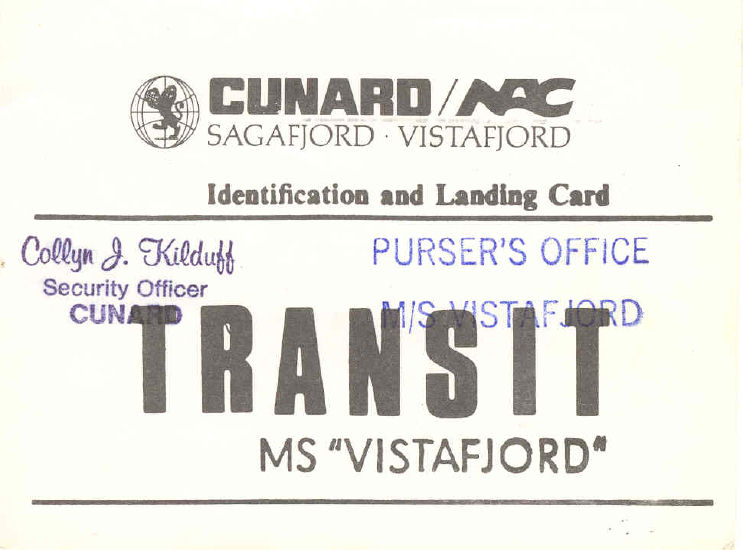 CUNARD/NAC
SAGAFJORD · VISTAFJORD
Identification and Landing Card
Collyn J. Kilduff
Security Officer
CUNARD
PURSER'S OFFICE
M/S VISTAFJORD
TRANSIT
MS "VISTAFJORD"